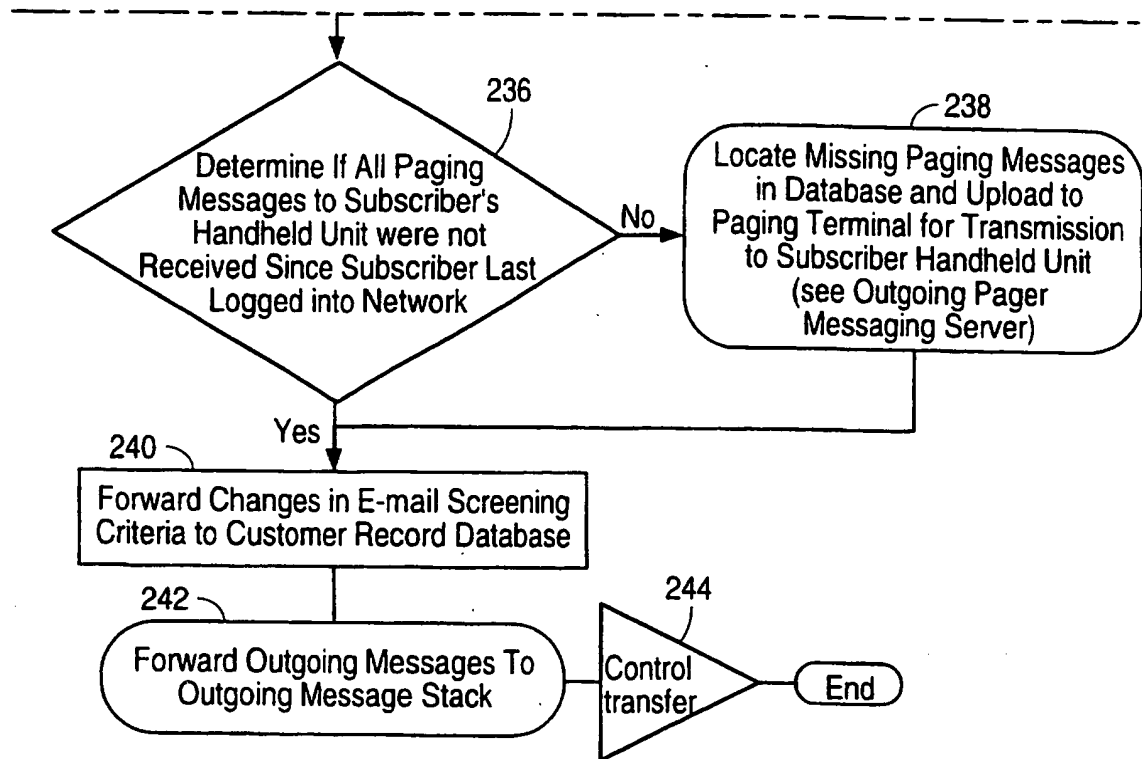 236
Determine If All Paging
Messages to Subscriber's
Handheld Unit were not
Received Since Subscriber Last
Logged into Network
No
238
Locate Missing Paging Messages
in Database and Upload to
Paging Terminal for Transmission
to Subscriber Handheld Unit
(see Outgoing Pager
Messaging Server)
Yes
240
Forward Changes in E-mail Screening
Criteria to Customer Record Database
242
Forward Outgoing Messages To
Outgoing Message Stack
244
Control
transfer
End